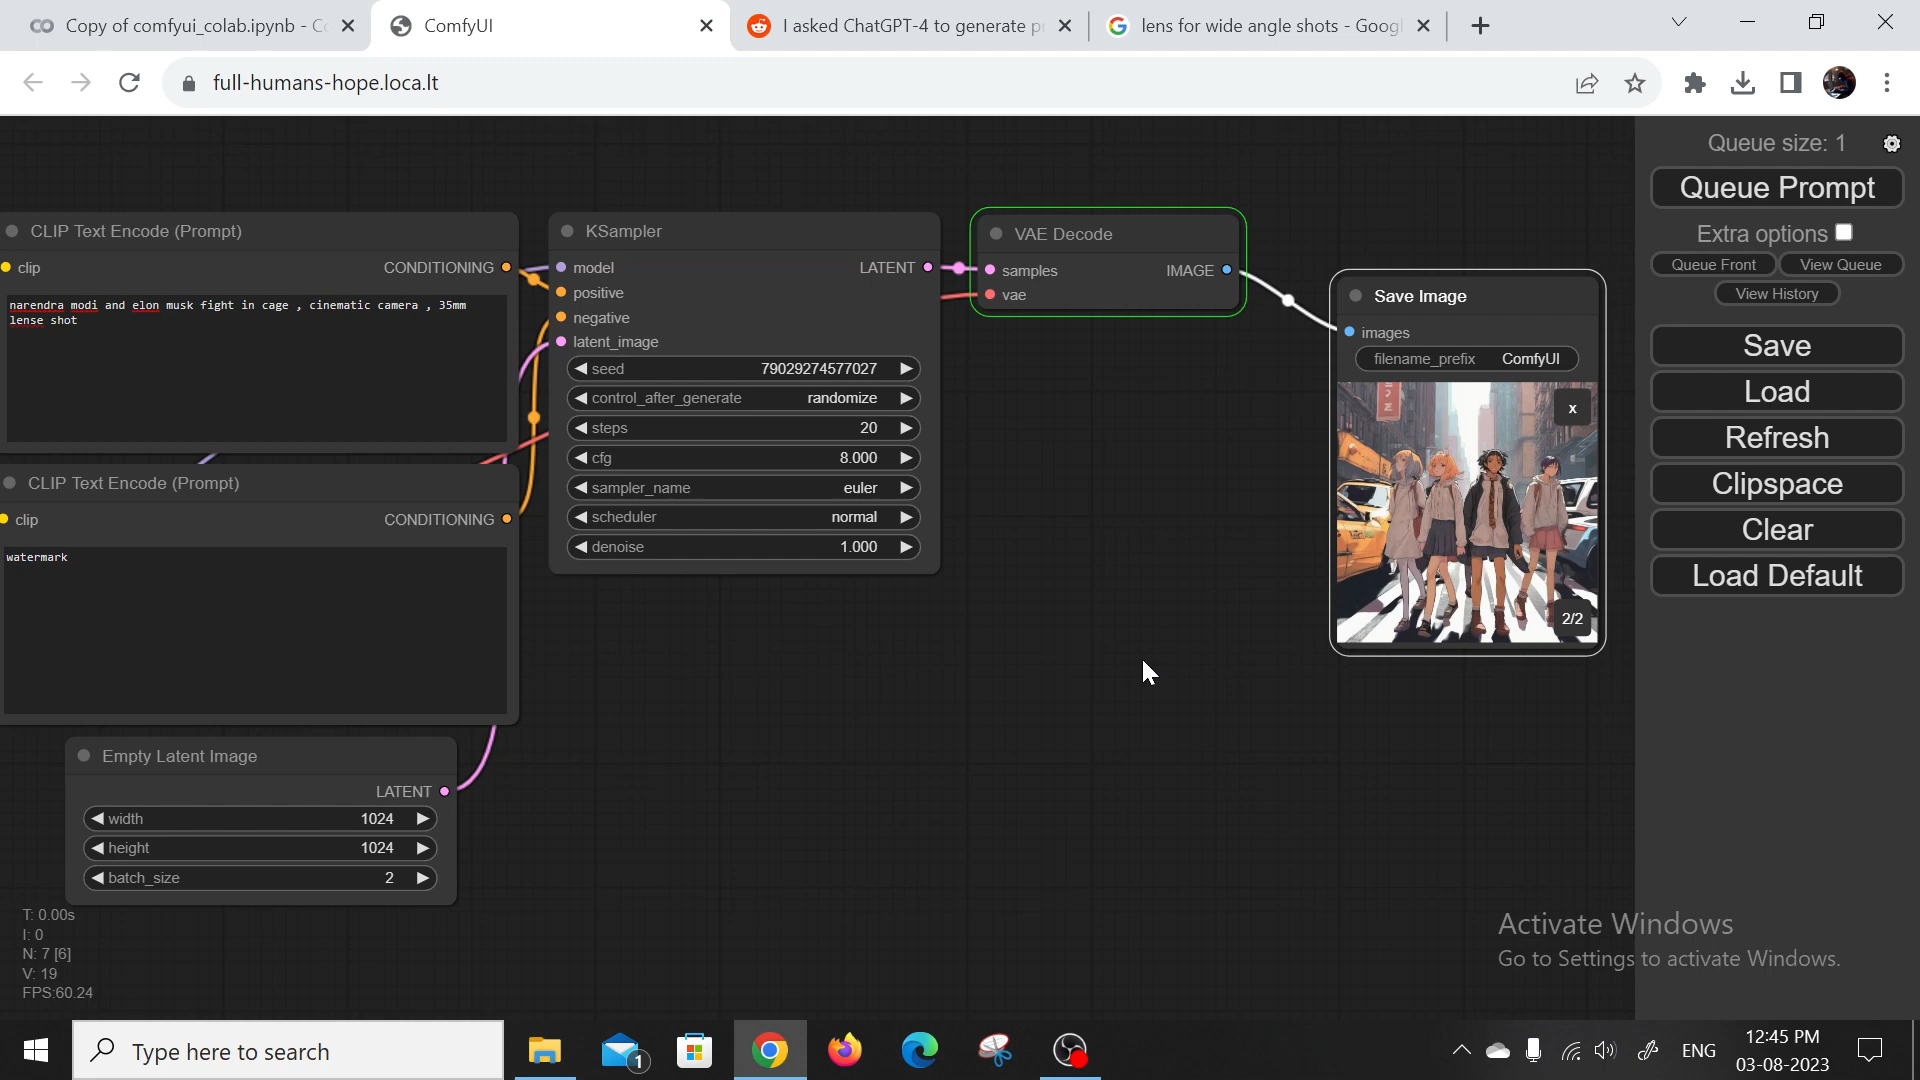 Copy of comfyui_colab.ipynb - Co
ComfyUI
I asked ChatGPT-4 to generate pr
lens for wide angle shots - Googl
full-humans-hope.loca.lt
Queue size: 1
Queue Prompt
Extra options
Queue Front
View Queue
View History
Save
Load
Refresh
Clipspace
Clear
Load Default
CLIP Text Encode (Prompt)
clip
CONDITIONING
narendra modi and elon musk fight in cage , cinematic camera , 35mm
lense shot
CLIP Text Encode (Prompt)
clip
CONDITIONING
watermark
Empty Latent Image
LATENT
width 1024
height 1024
batch_size 2
KSampler
model
LATENT
positive
negative
latent_image
seed 79029274577027
control_after_generate randomize
steps 20
cfg 8.000
sampler_name euler
scheduler normal
denoise 1.000
VAE Decode
samples
IMAGE
vae
Save Image
images
filename_prefix ComfyUI
x
2/2
T: 0.00s
I: 0
N: 7 [6]
V: 19
FPS:60.24
Activate Windows
Go to Settings to activate Windows.
Type here to search
1
ENG
12:45 PM
03-08-2023